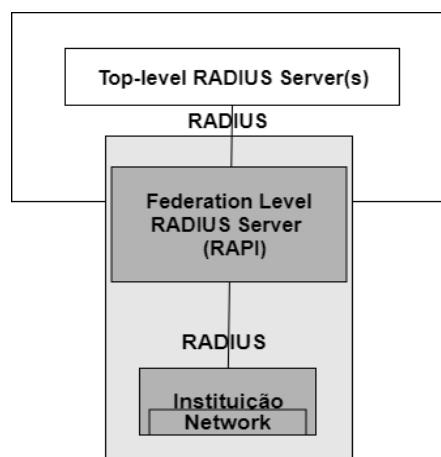 Top-level RADIUS Server(s)
RADIUS
Federation Level
RADIUS Server
(RAPI)
RADIUS
Instituição
Network